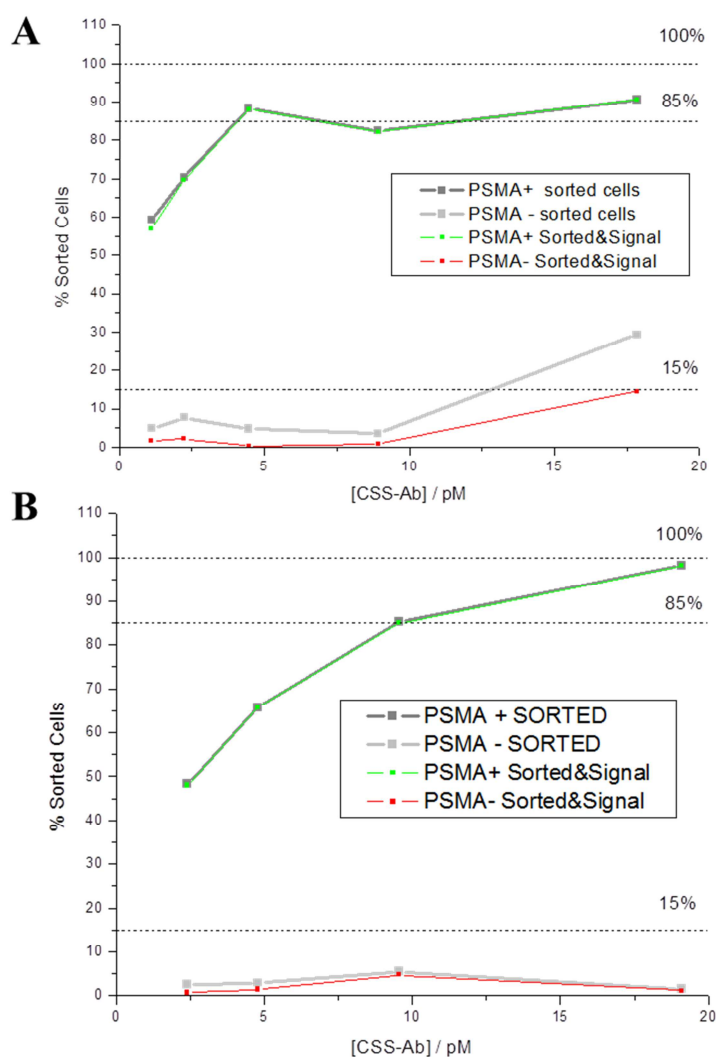 A
110
100
90
80
70
60
50
40
30
20
10
0
% Sorted Cells
100%
85%
15%
PSMA+ sorted cells
PSMA - sorted cells
PSMA+ Sorted&Signal
PSMA- Sorted&Signal
0 5 10 15 20
[CSS-Ab] / pM
B
110
100
90
80
70
60
50
40
30
20
10
0
% Sorted Cells
100%
85%
15%
PSMA + SORTED
PSMA - SORTED
PSMA+ Sorted&Signal
PSMA- Sorted&Signal
0 5 10 15 20
[CSS-Ab] / pM